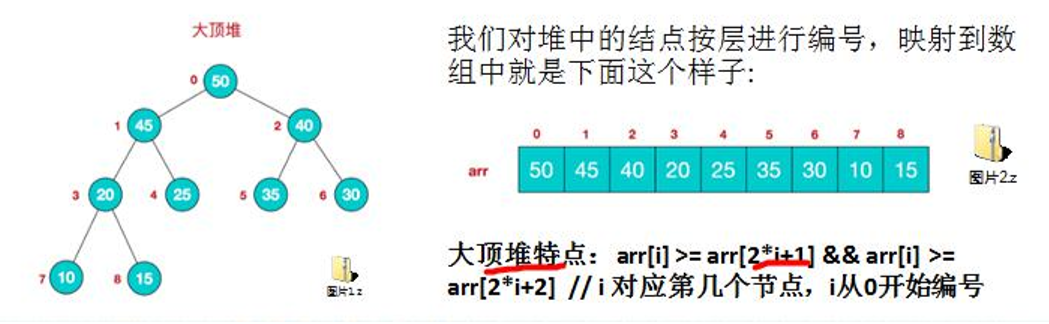 大顶堆
0 50
1 45 2 40
3 20 4 25 5 35 6 30
7 10 8 15
图片1.z
我们对堆中的结点按层进行编号，映射到数
组中就是下面这个样子:
0 1 2 3 4 5 6 7 8
arr 50 45 40 20 25 35 30 10 15
图片2.z
大顶堆特点：arr[i] >= arr[2*i+1] && arr[i] >=
arr[2*i+2] // i 对应第几个节点，i从0开始编号